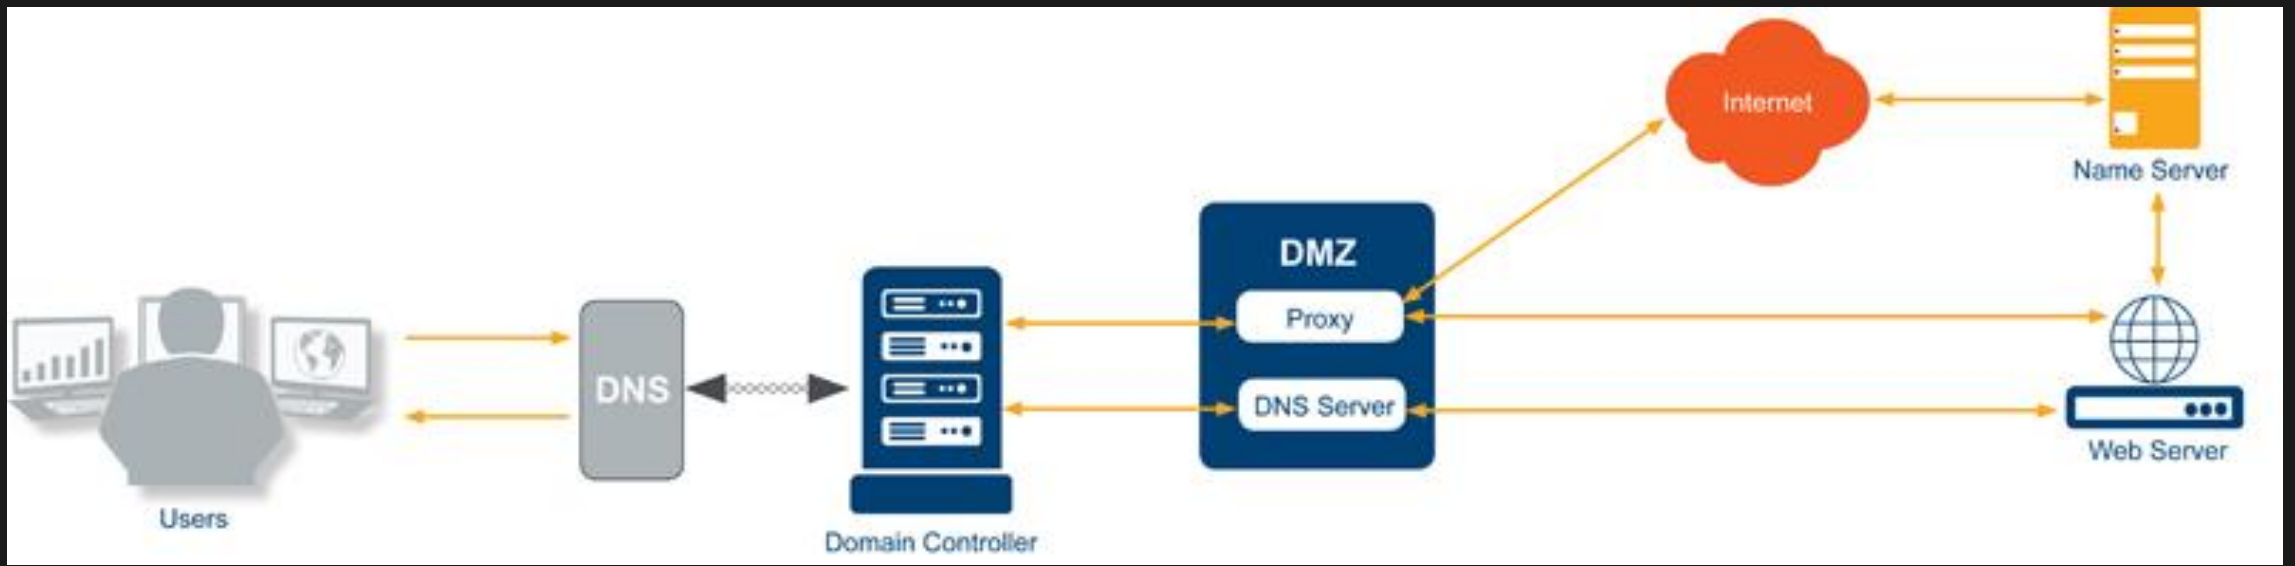 Internet
Name Server
DMZ
Proxy
DNS
DNS Server
Web Server
Users
Domain Controller